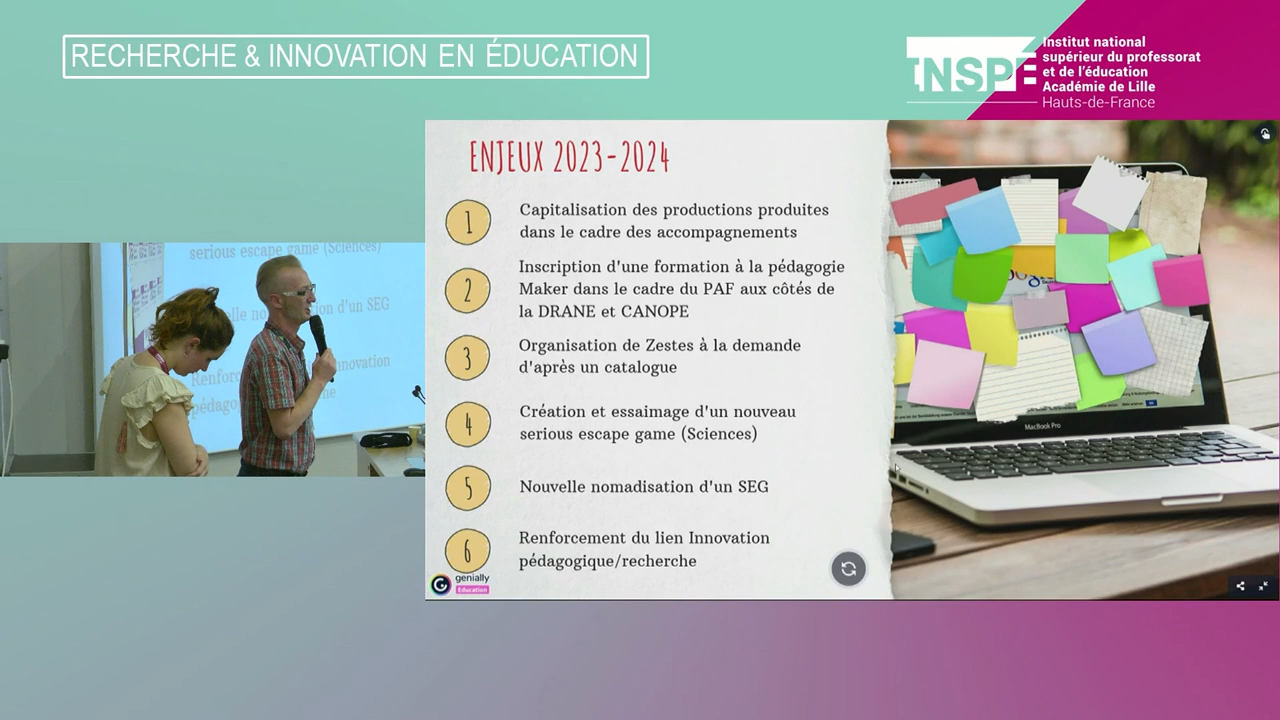 RECHERCHE & INNOVATION EN ÉDUCATION
INSPE
Institut national
supérieur du professorat
et de l'éducation
Académie de Lille
Hauts-de-France
ENJEUX 2023-2024
1
Capitalisation des productions produites
dans le cadre des accompagnements
2
Inscription d'une formation à la pédagogie
Maker dans le cadre du PAF aux côtés de
la DRANE et CANOPE
3
Organisation de Zestes à la demande
d'après un catalogue
4
Création et essaimage d'un nouveau
serious escape game (Sciences)
5
Nouvelle nomadisation d'un SEG
6
Renforcement du lien Innovation
pédagogique/recherche
genially
Education
MacBook Pro
serious escape game (Sciences)
d'un SEG